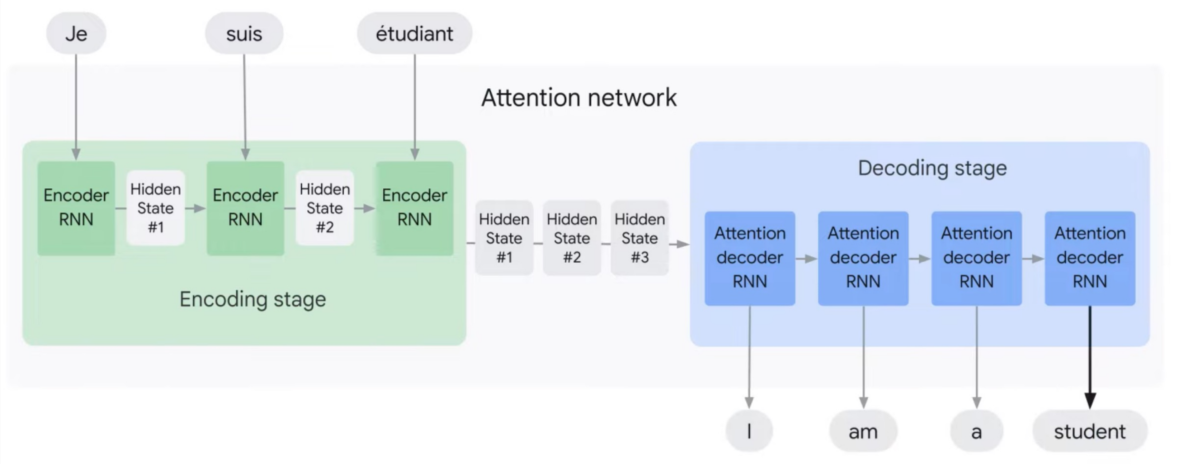 Je
suis
étudiant
Attention network
Encoder
RNN
Hidden
State
#1
Encoder
RNN
Hidden
State
#2
Encoder
RNN
Encoding stage
Hidden
State
#1
Hidden
State
#2
Hidden
State
#3
Decoding stage
Attention
decoder
RNN
Attention
decoder
RNN
Attention
decoder
RNN
Attention
decoder
RNN
I
am
a
student